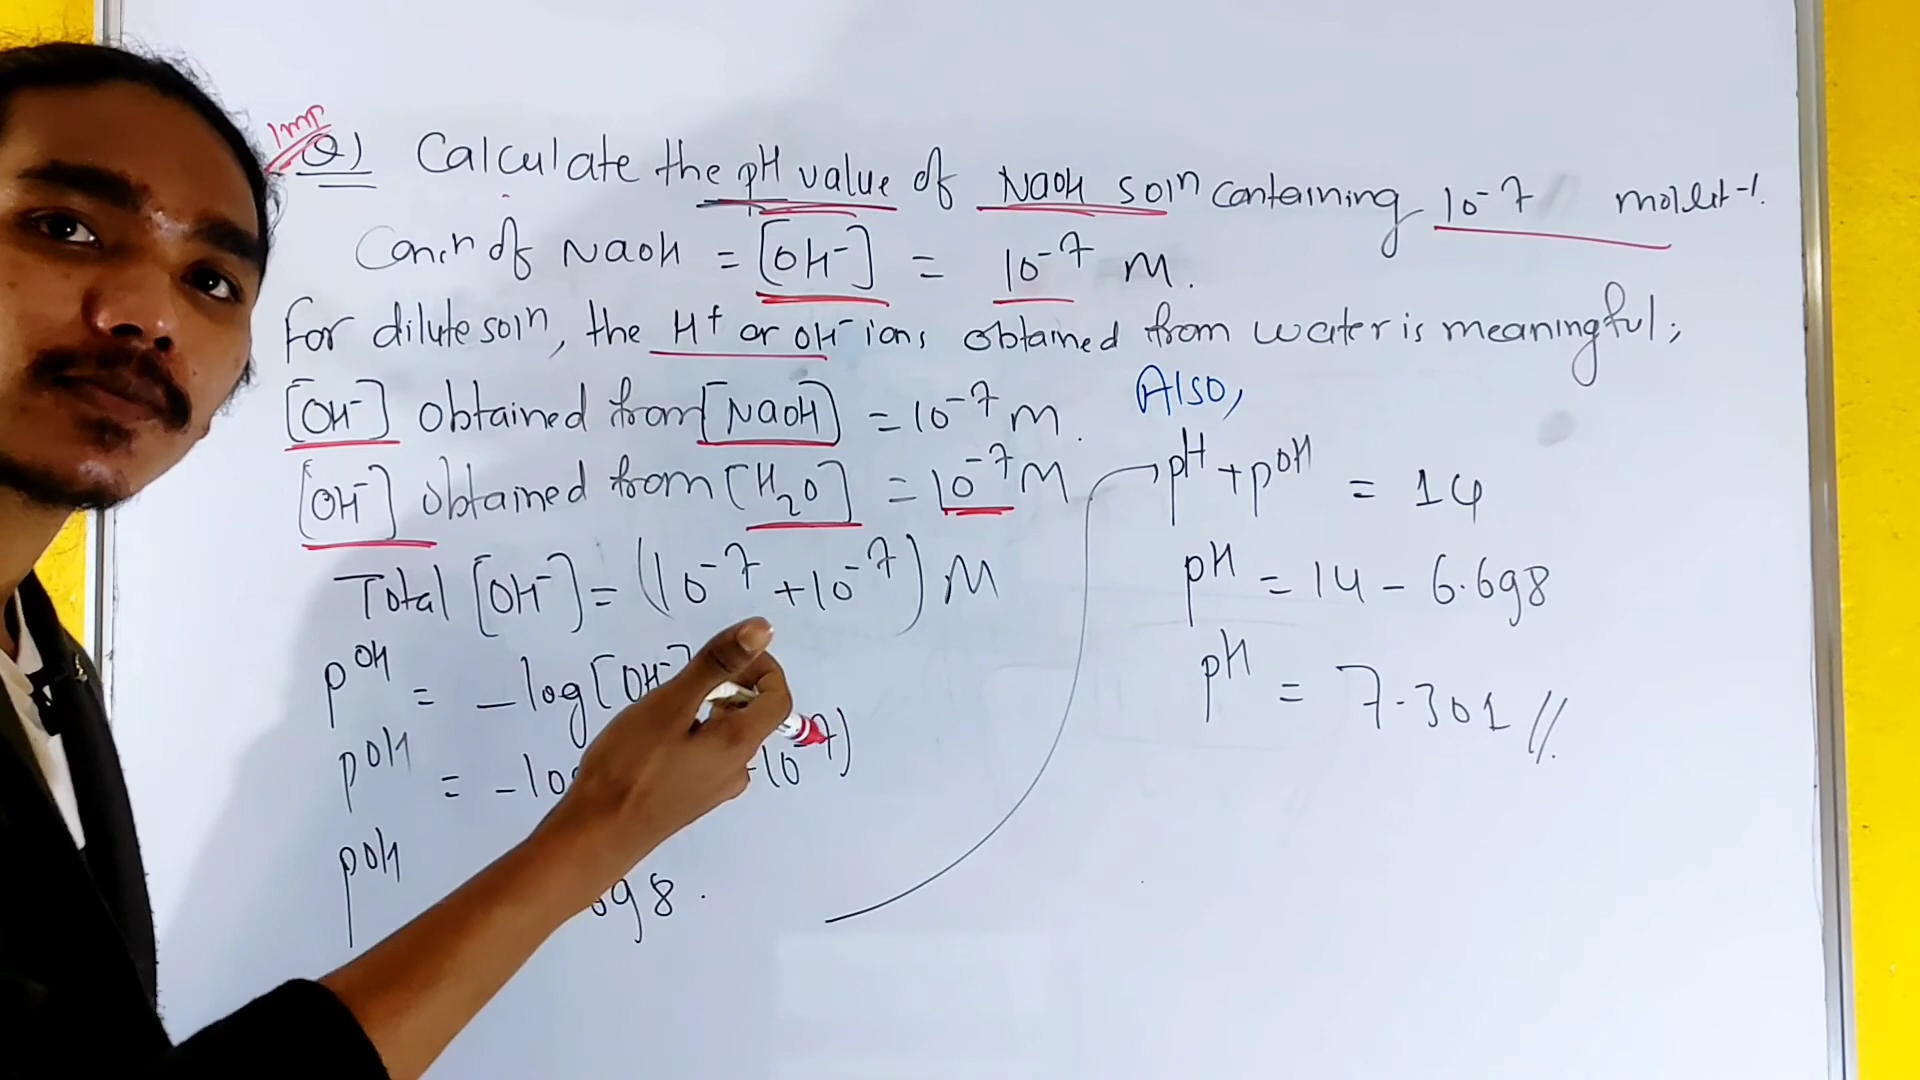 Imp
Q) Calculate the pH value of NaOH solⁿ containing 10⁻⁷ mol lit⁻¹.
Concn of NaOH = [OH⁻] = 10⁻⁷ M.
For dilute solⁿ, the H⁺ or OH⁻ ions obtained from water is meaningful;
[OH⁻] obtained from [NaOH] = 10⁻⁷ M.
[OH⁻] obtained from [H₂O] = 10⁻⁷ M
Total [OH⁻] = (10⁻⁷ + 10⁻⁷) M
pOH = -log[OH⁻]
pOH = -log +10⁻⁷)
pOH 698.
Also,
pH + pOH = 14
pH = 14 - 6.698
pH = 7.301 //.